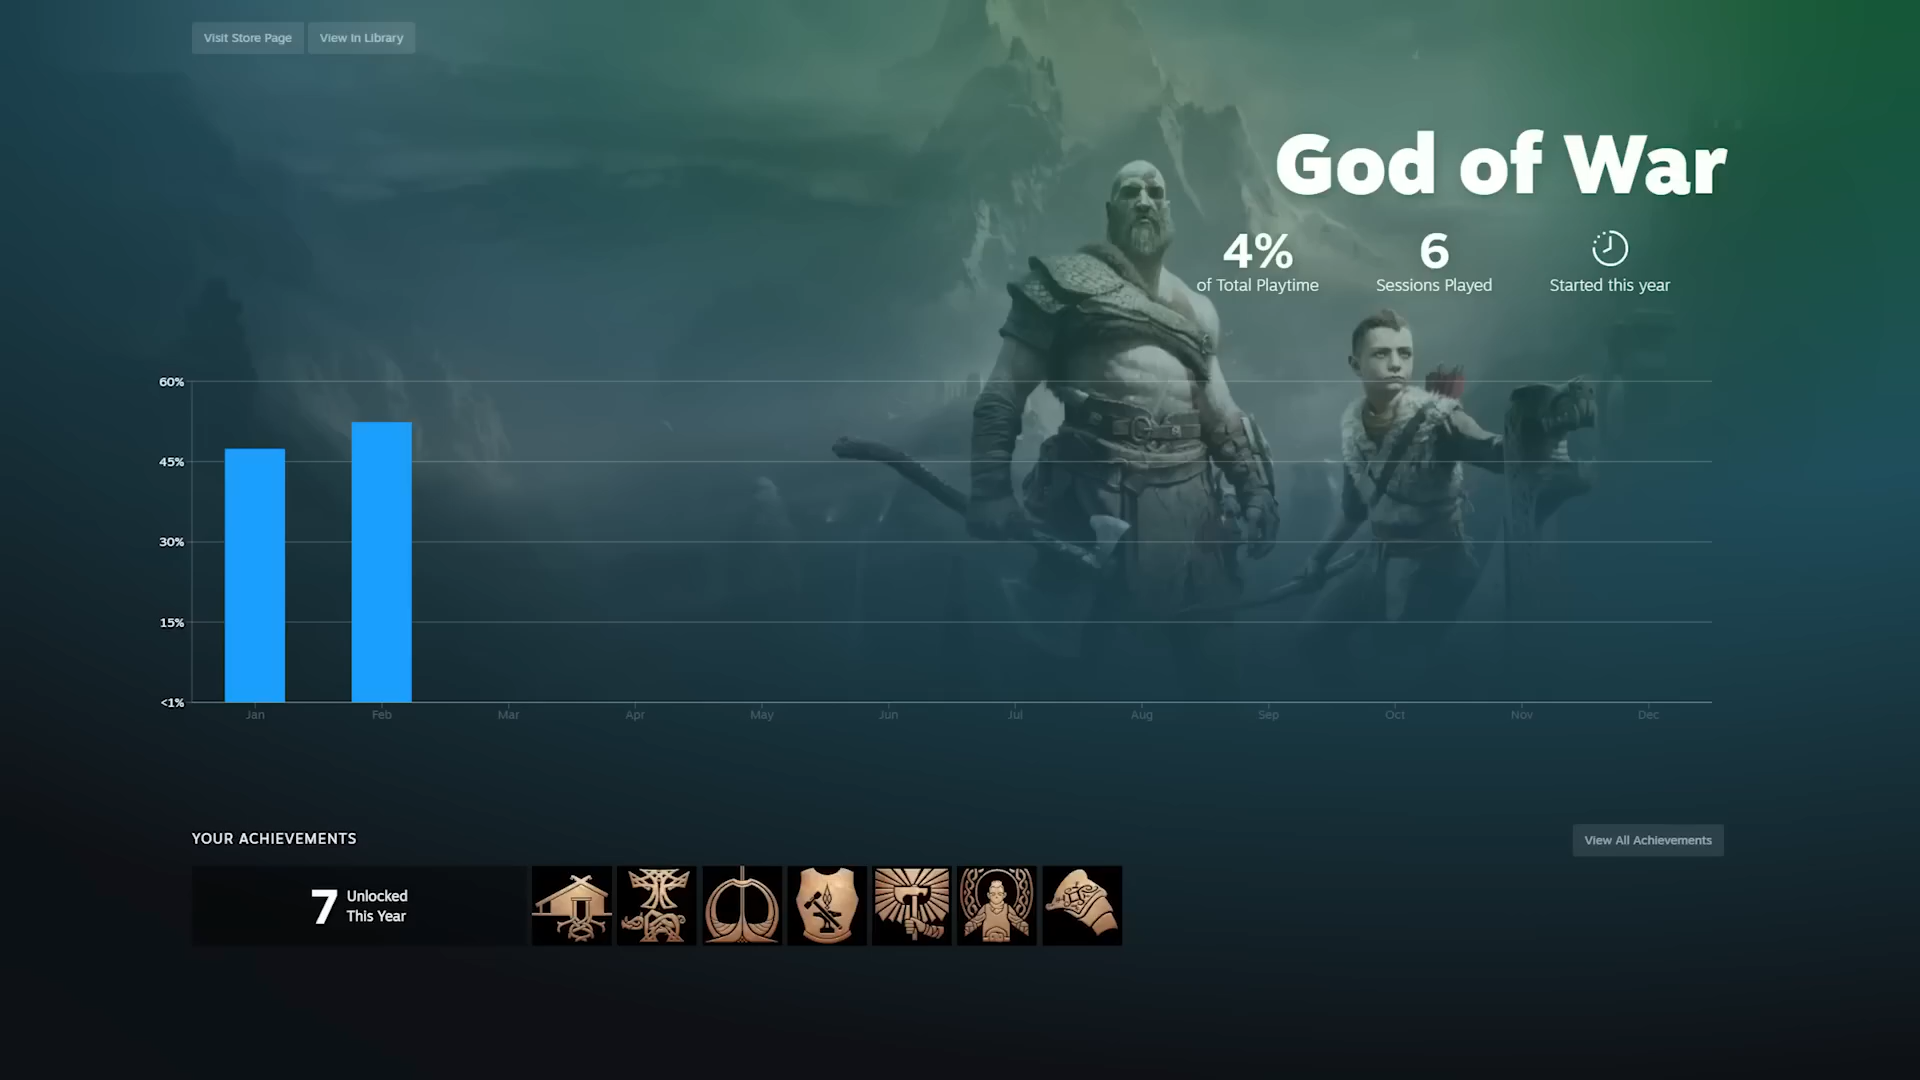 Visit Store Page
View In Library
God of War
4%
of Total Playtime
6
Sessions Played
Started this year
60%
45%
30%
15%
<1%
Jan
Feb
Mar
Apr
May
Jun
Jul
Aug
Sep
Oct
Nov
Dec
YOUR ACHIEVEMENTS
View All Achievements
7
Unlocked
This Year